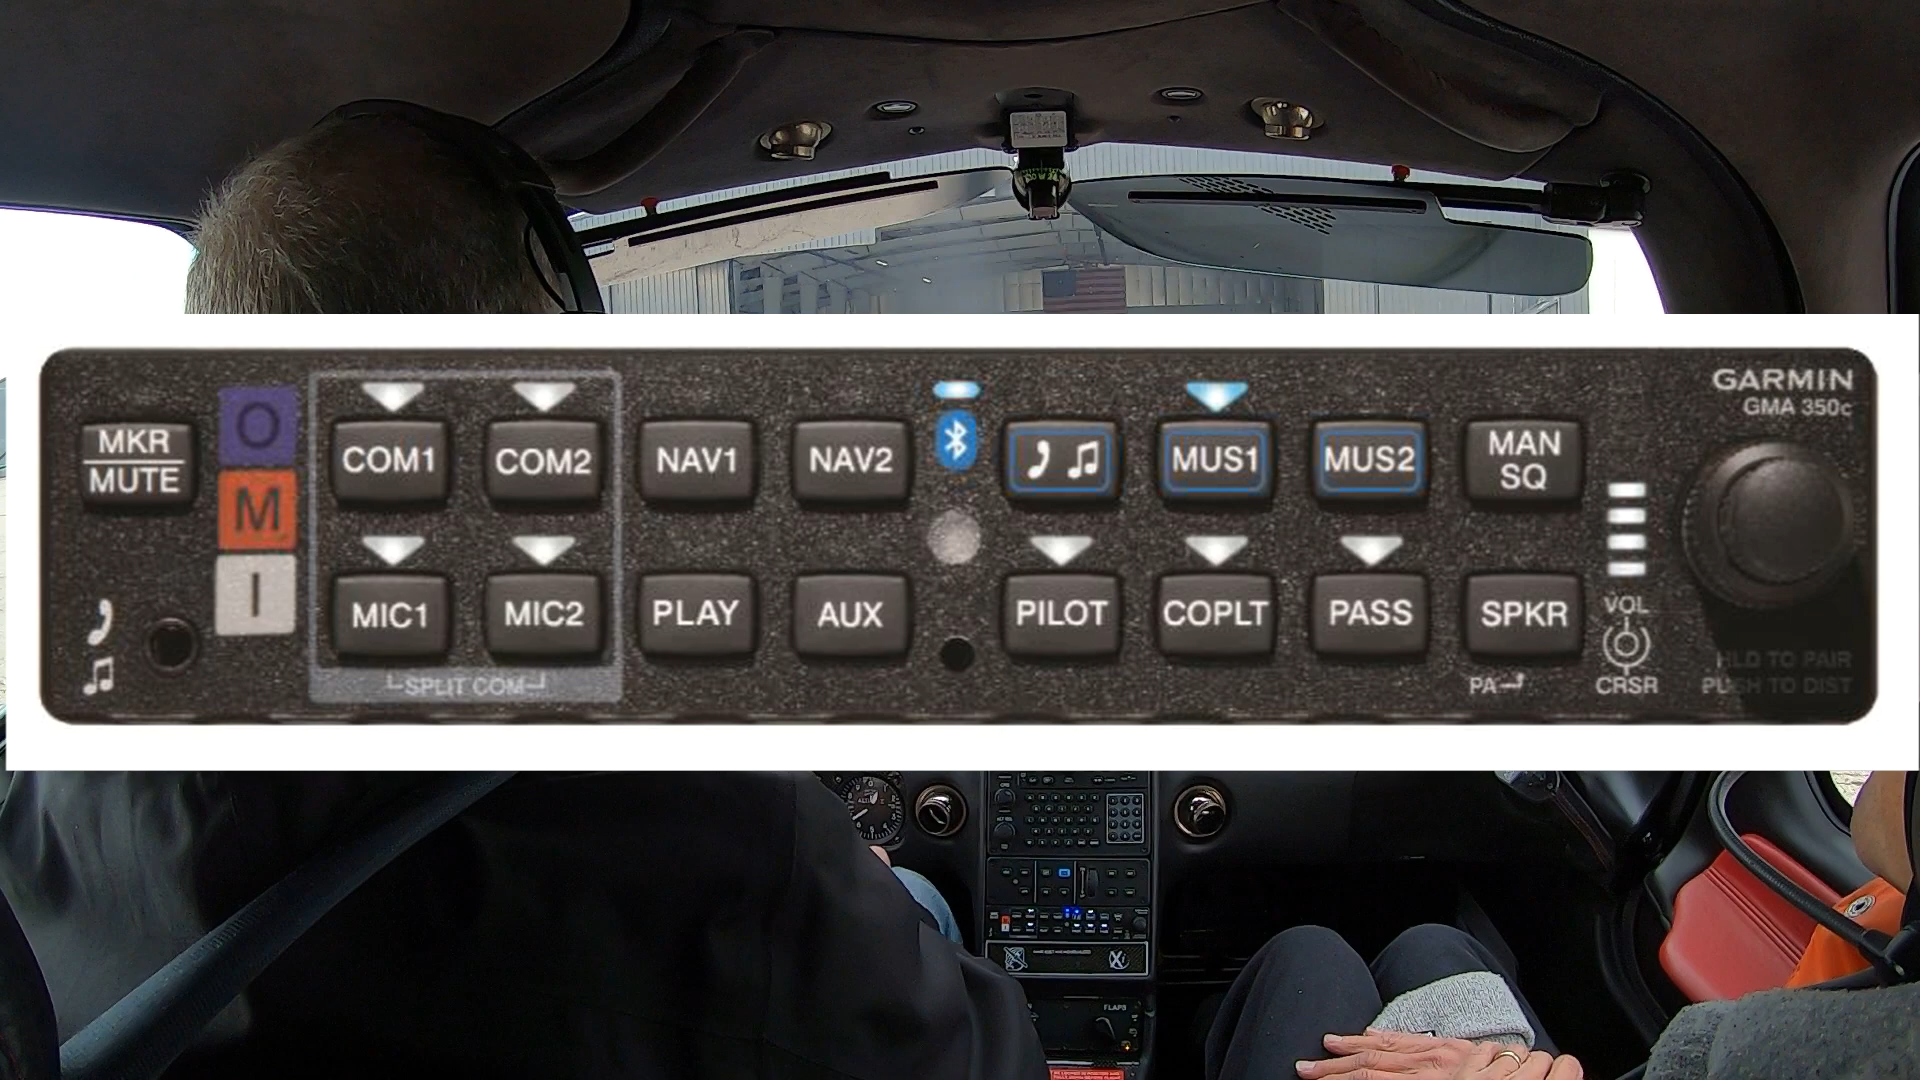 GARMIN
GMA 350c
MKR
MUTE
O
M
I
COM1
COM2
NAV1
NAV2
MUS1
MUS2
MAN
SQ
MIC1
MIC2
PLAY
AUX
PILOT
COPLT
PASS
SPKR
SPLIT COM
PA
VOL
CRSR
HLD TO PAIR
PUSH TO DIST
FLAPS